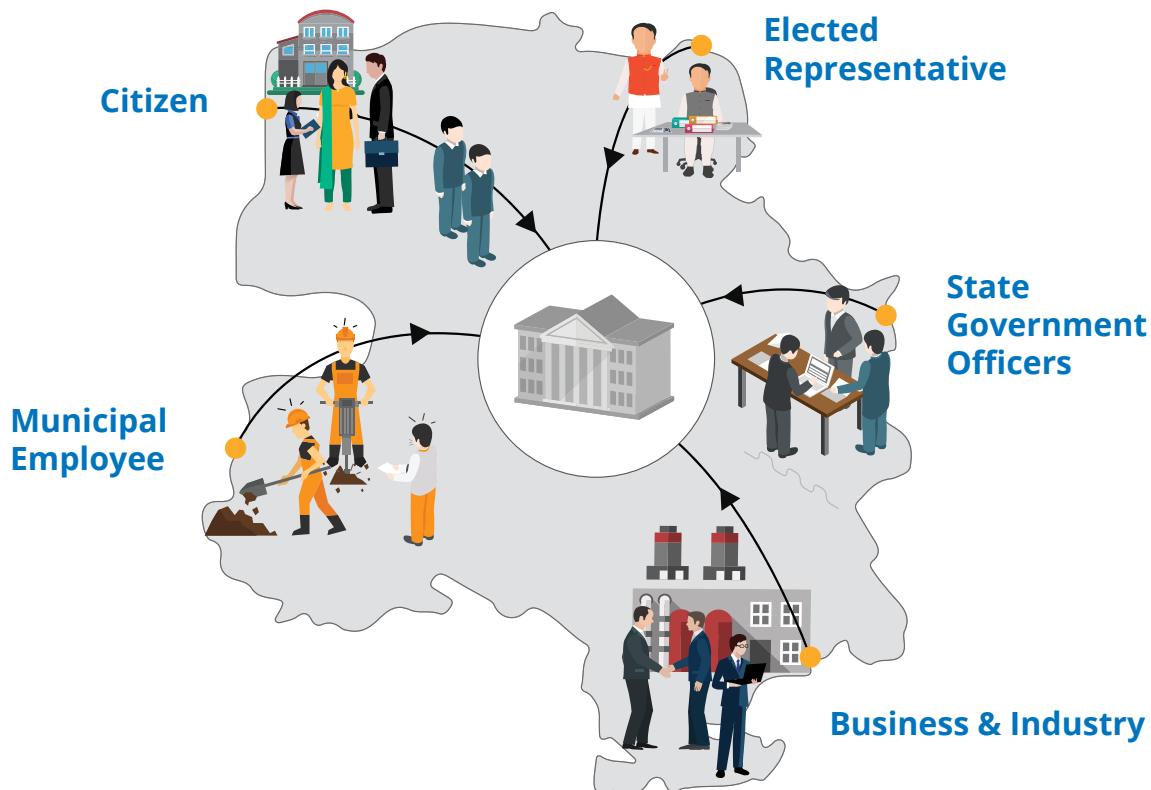 Elected
Representative
Citizen
State
Government
Officers
Municipal
Employee
Business & Industry